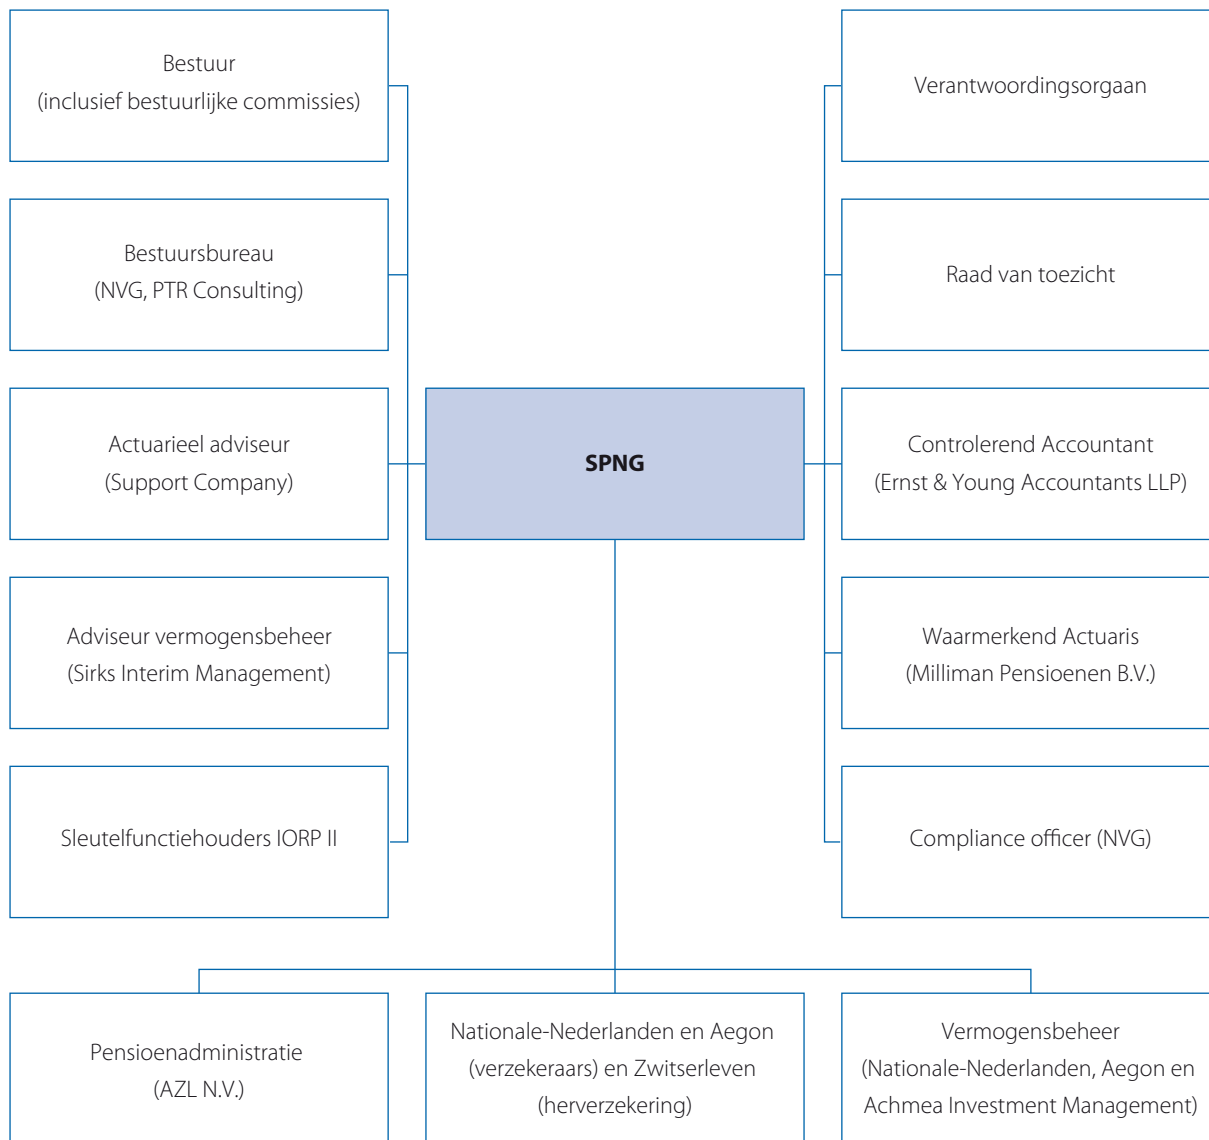 Bestuur
(inclusief bestuurlijke commissies)
Verantwoordingsorgaan
Bestuursbureau
(NVG, PTR Consulting)
Raad van toezicht
Actuarieel adviseur
(Support Company)
SPNG
Controlerend Accountant
(Ernst & Young Accountants LLP)
Adviseur vermogensbeheer
(Sirks Interim Management)
Waarmerkend Actuaris
(Milliman Pensioenen B.V.)
Sleutelfunctiehouders IORP II
Compliance officer (NVG)
Pensioenadministratie
(AZL N.V.)
Nationale-Nederlanden en Aegon
(verzekeraars) en Zwitserleven
(herverzekering)
Vermogensbeheer
(Nationale-Nederlanden, Aegon en
Achmea Investment Management)